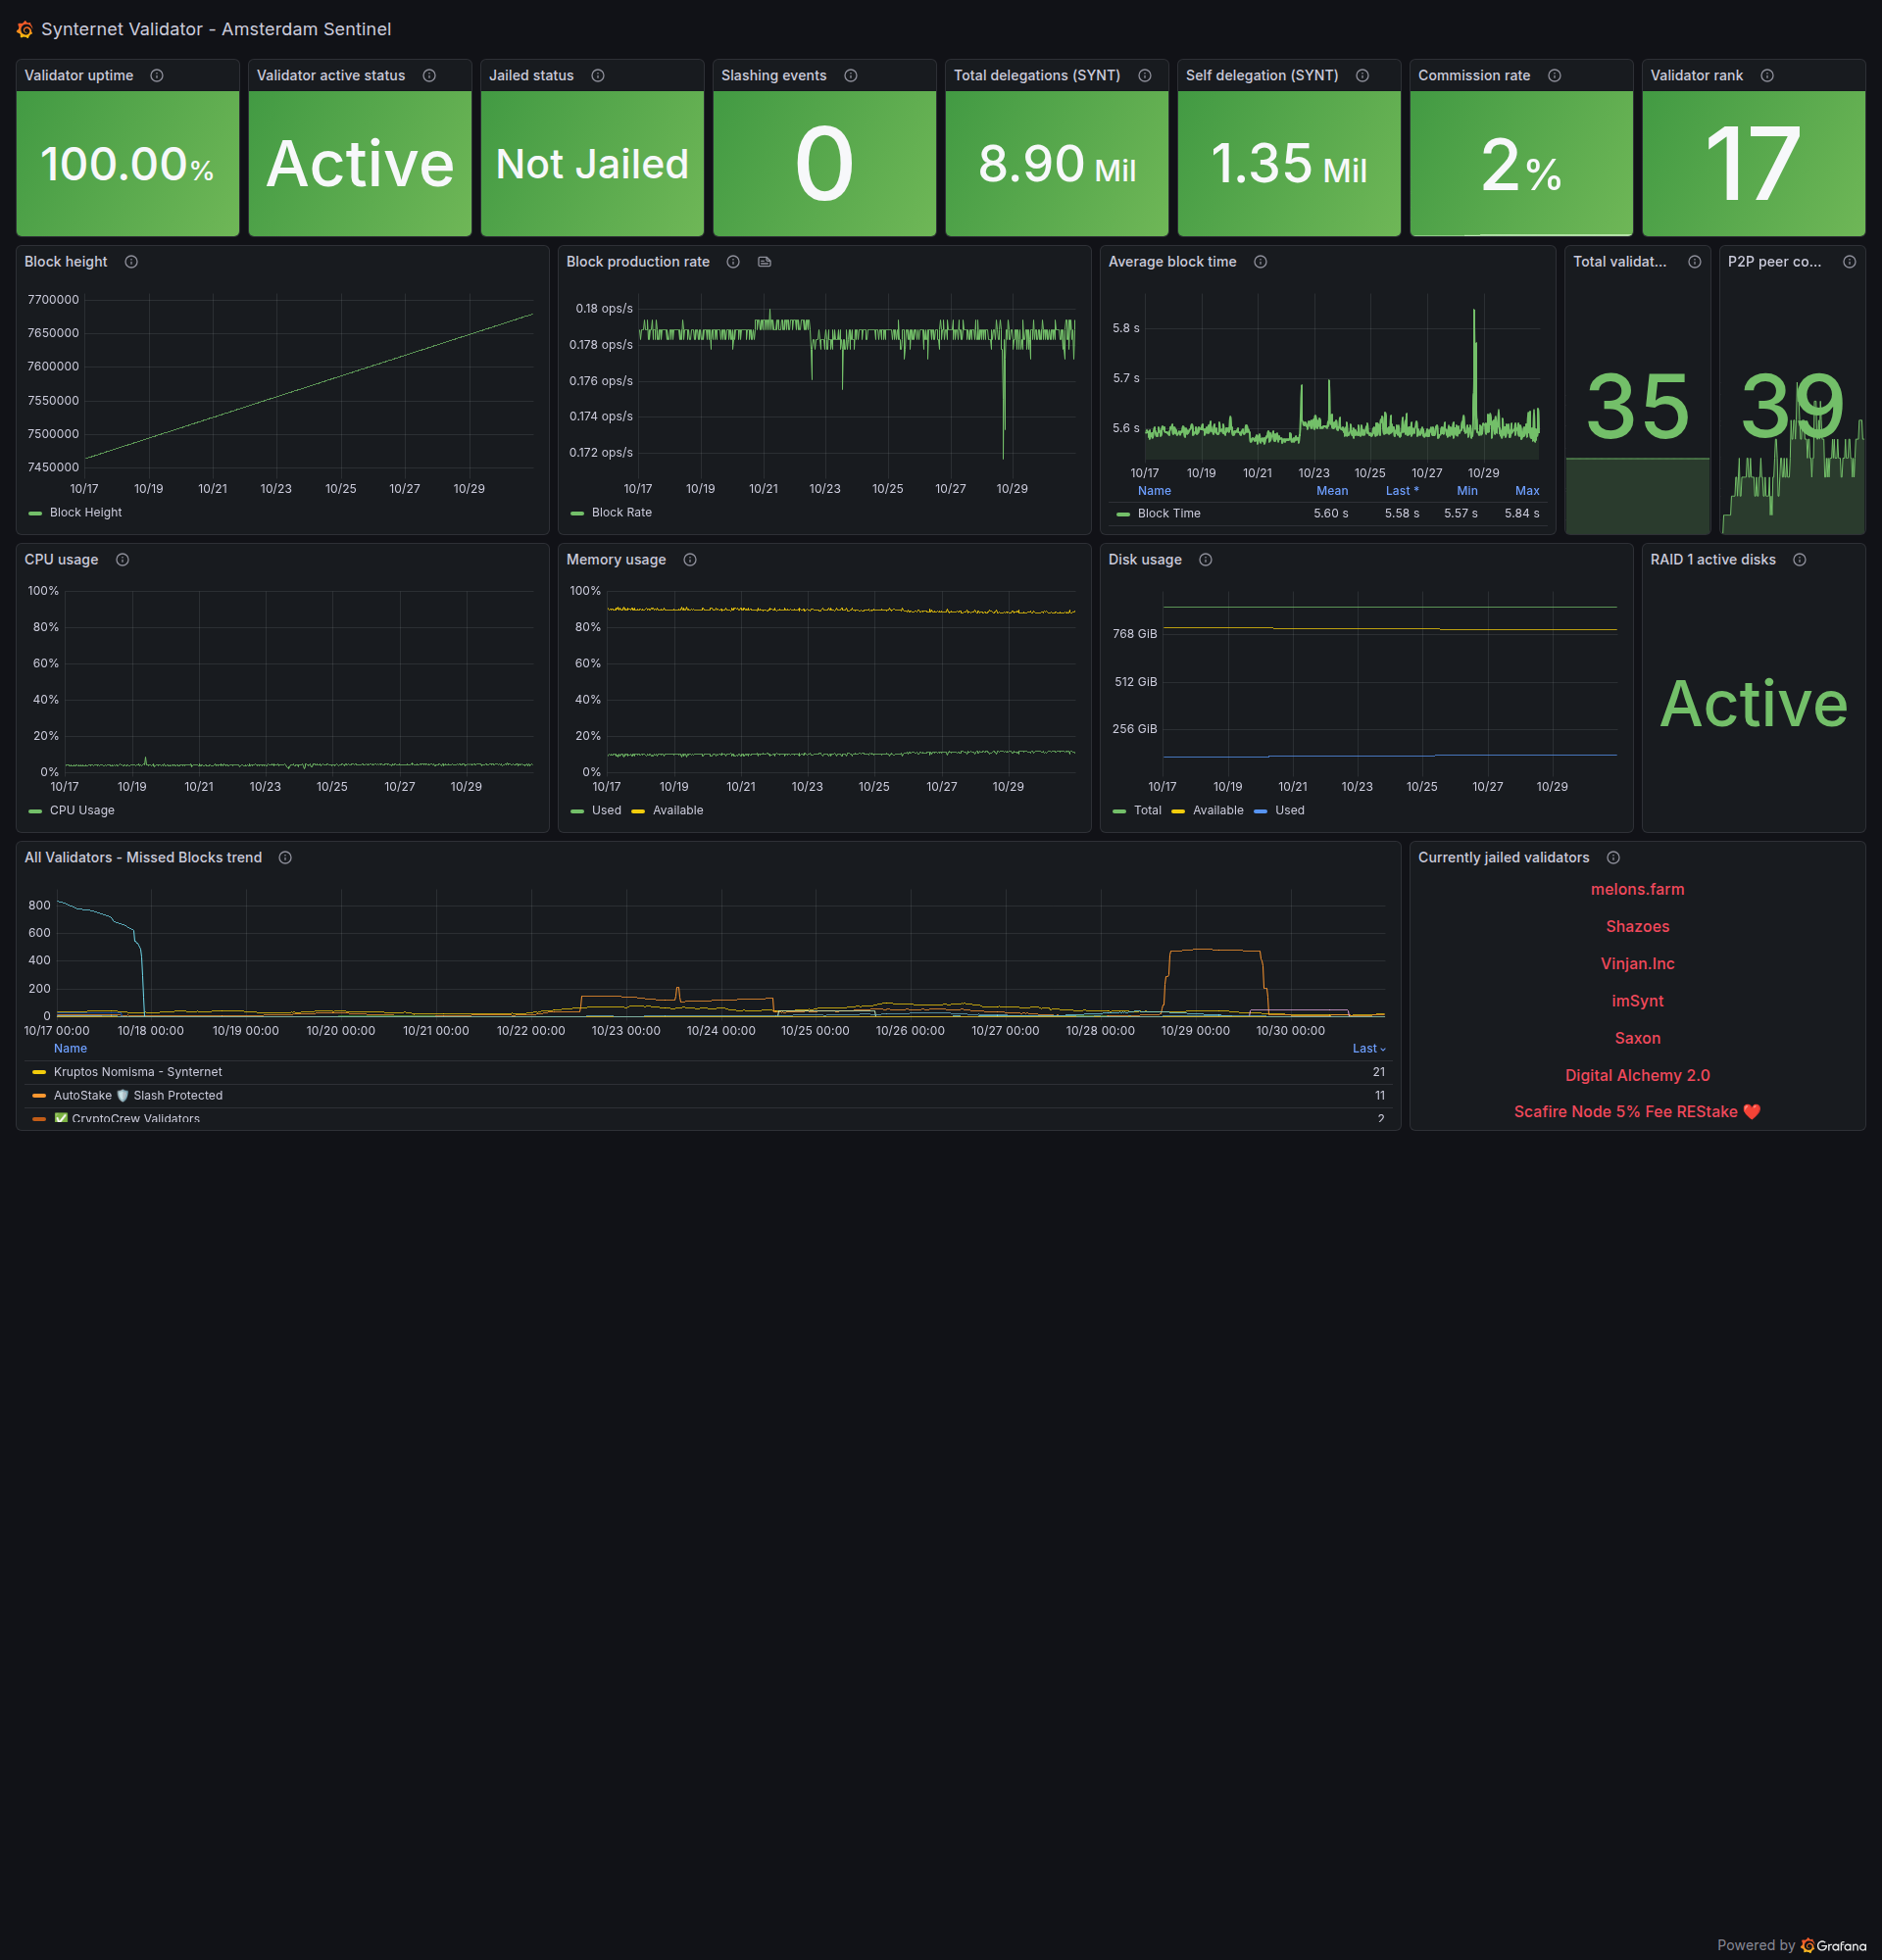 Synternet Validator - Amsterdam Sentinel
Validator uptime
100.00%
Validator active status
Active
Jailed status
Not Jailed
Slashing events
0
Total delegations (SYNT)
8.90 Mil
Self delegation (SYNT)
1.35 Mil
Commission rate
2%
Validator rank
17
Block height
7700000
7650000
7600000
7550000
7500000
7450000
10/17 10/19 10/21 10/23 10/25 10/27 10/29
Block Height
Block production rate
0.18 ops/s
0.178 ops/s
0.176 ops/s
0.174 ops/s
0.172 ops/s
10/17 10/19 10/21 10/23 10/25 10/27 10/29
Block Rate
Average block time
5.8 s
5.7 s
5.6 s
10/17 10/19 10/21 10/23 10/25 10/27 10/29
Name Mean Last * Min Max
Block Time 5.60 s 5.58 s 5.57 s 5.84 s
Total validat...
35
P2P peer co...
39
CPU usage
100%
80%
60%
40%
20%
0%
10/17 10/19 10/21 10/23 10/25 10/27 10/29
CPU Usage
Memory usage
100%
80%
60%
40%
20%
0%
10/17 10/19 10/21 10/23 10/25 10/27 10/29
Used Available
Disk usage
768 GiB
512 GiB
256 GiB
10/17 10/19 10/21 10/23 10/25 10/27 10/29
Total Available Used
RAID 1 active disks
Active
All Validators - Missed Blocks trend
800
600
400
200
0
10/17 00:00 10/18 00:00 10/19 00:00 10/20 00:00 10/21 00:00 10/22 00:00 10/23 00:00 10/24 00:00 10/25 00:00 10/26 00:00 10/27 00:00 10/28 00:00 10/29 00:00 10/30 00:00
Name Last
Kruptos Nomisma - Synternet 21
AutoStake 🛡️ Slash Protected 11
✅ CryptoCrew Validators 2
Currently jailed validators
melons.farm
Shazoes
Vinjan.Inc
imSynt
Saxon
Digital Alchemy 2.0
Scafire Node 5% Fee REStake ❤️
Powered by Grafana